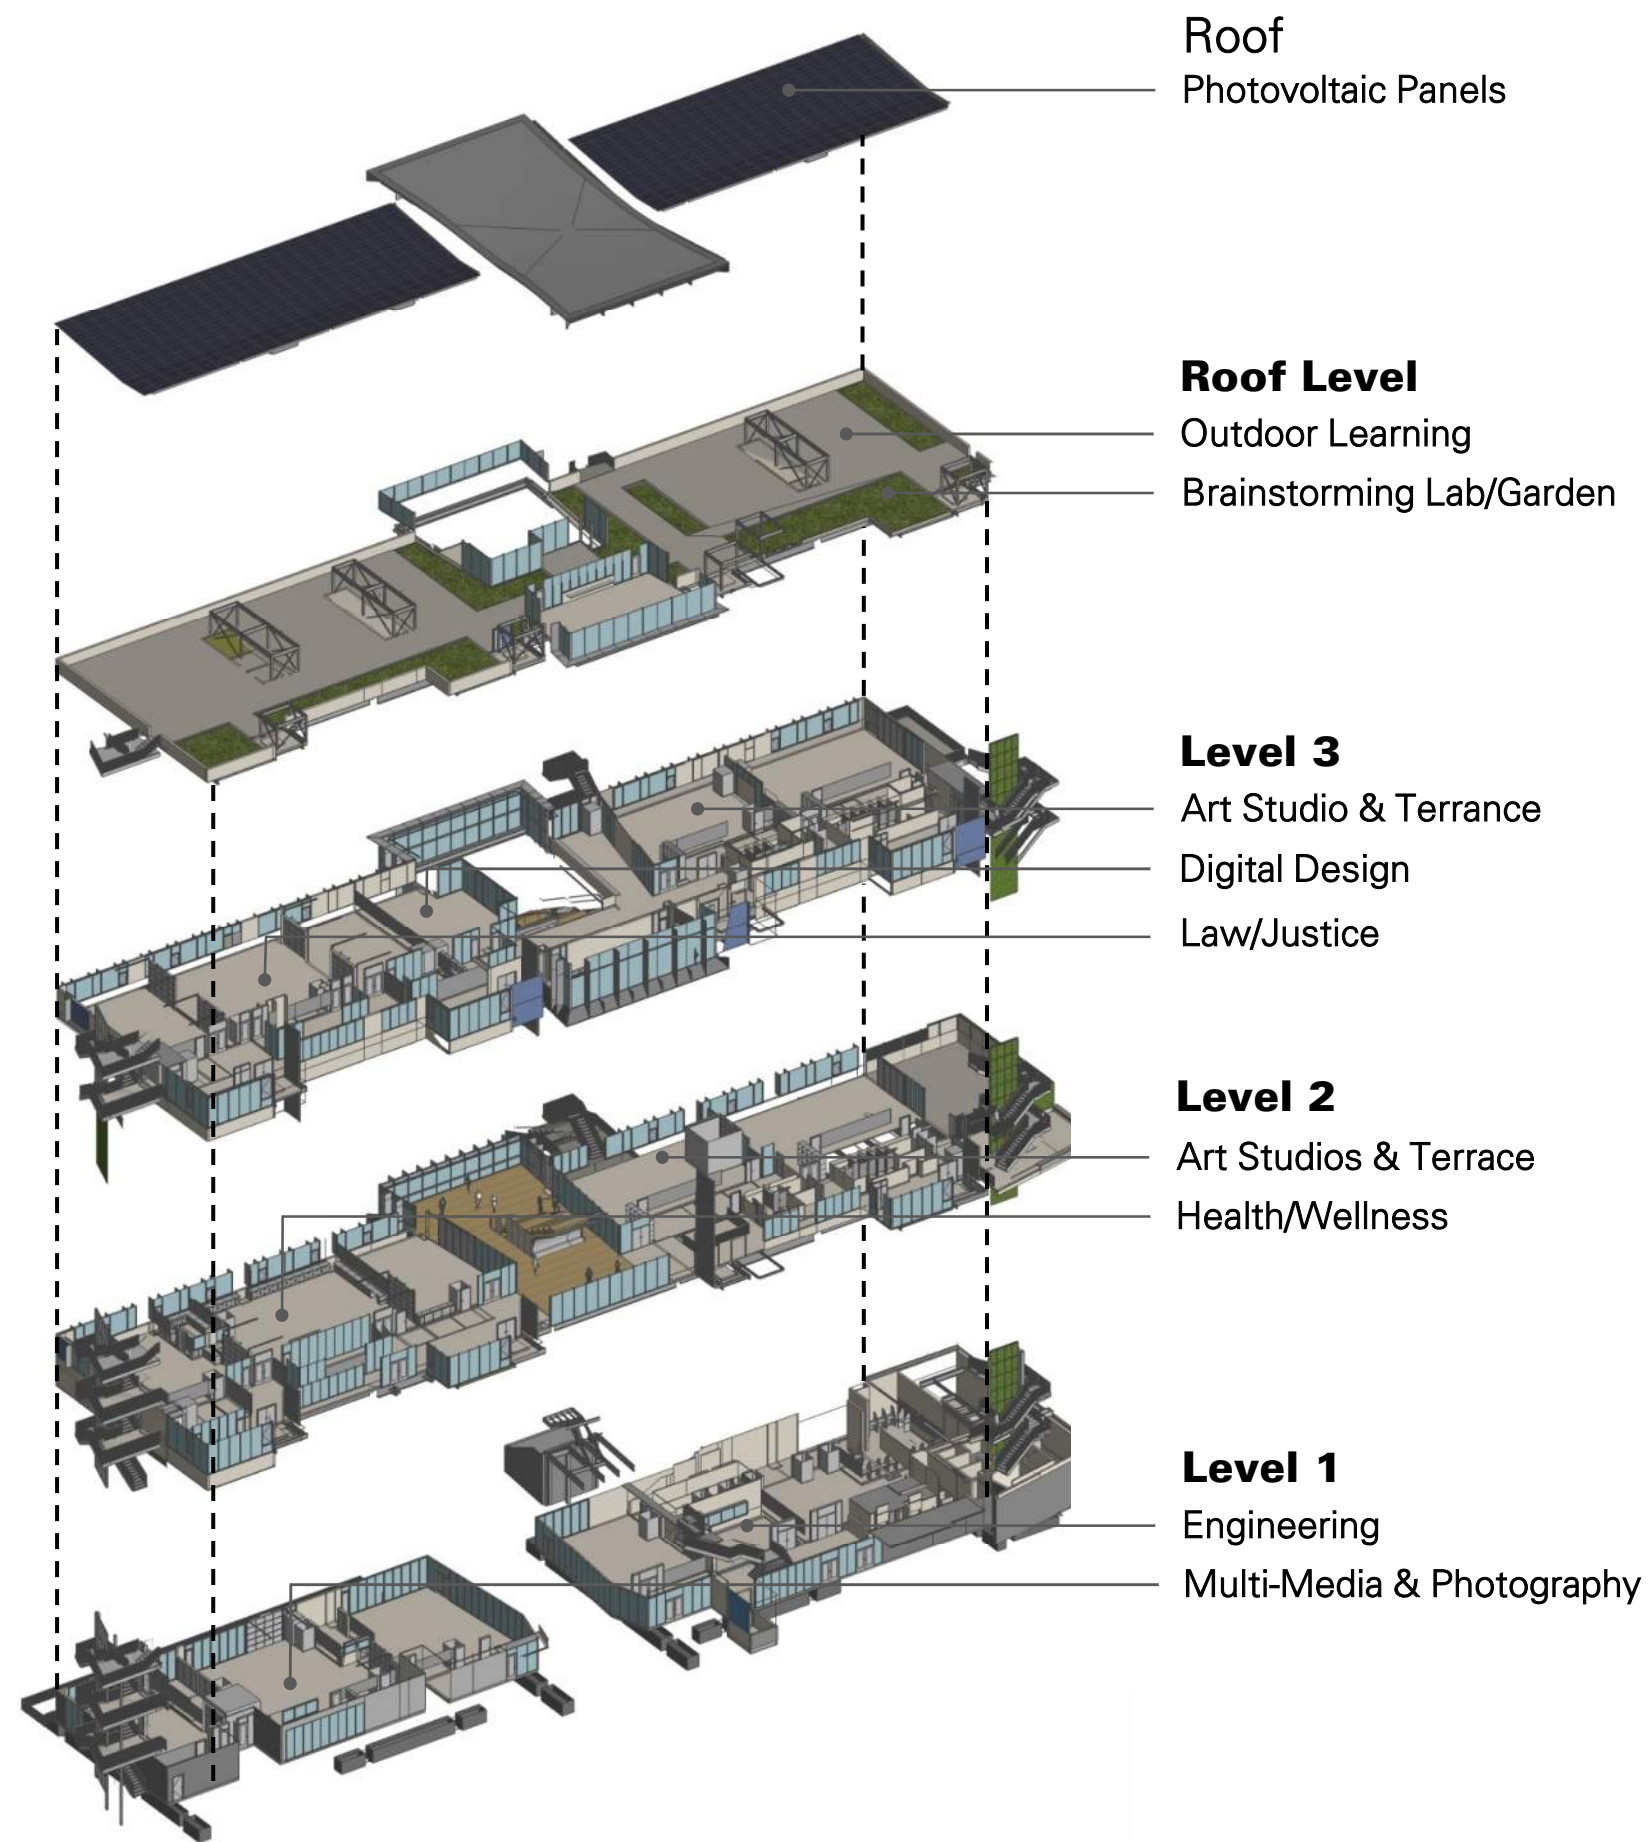 Roof
Photovoltaic Panels
Roof Level
Outdoor Learning
Brainstorming Lab/Garden
Level 3
Art Studio & Terrance
Digital Design
Law/Justice
Level 2
Art Studios & Terrace
Health/Wellness
Level 1
Engineering
Multi-Media & Photography